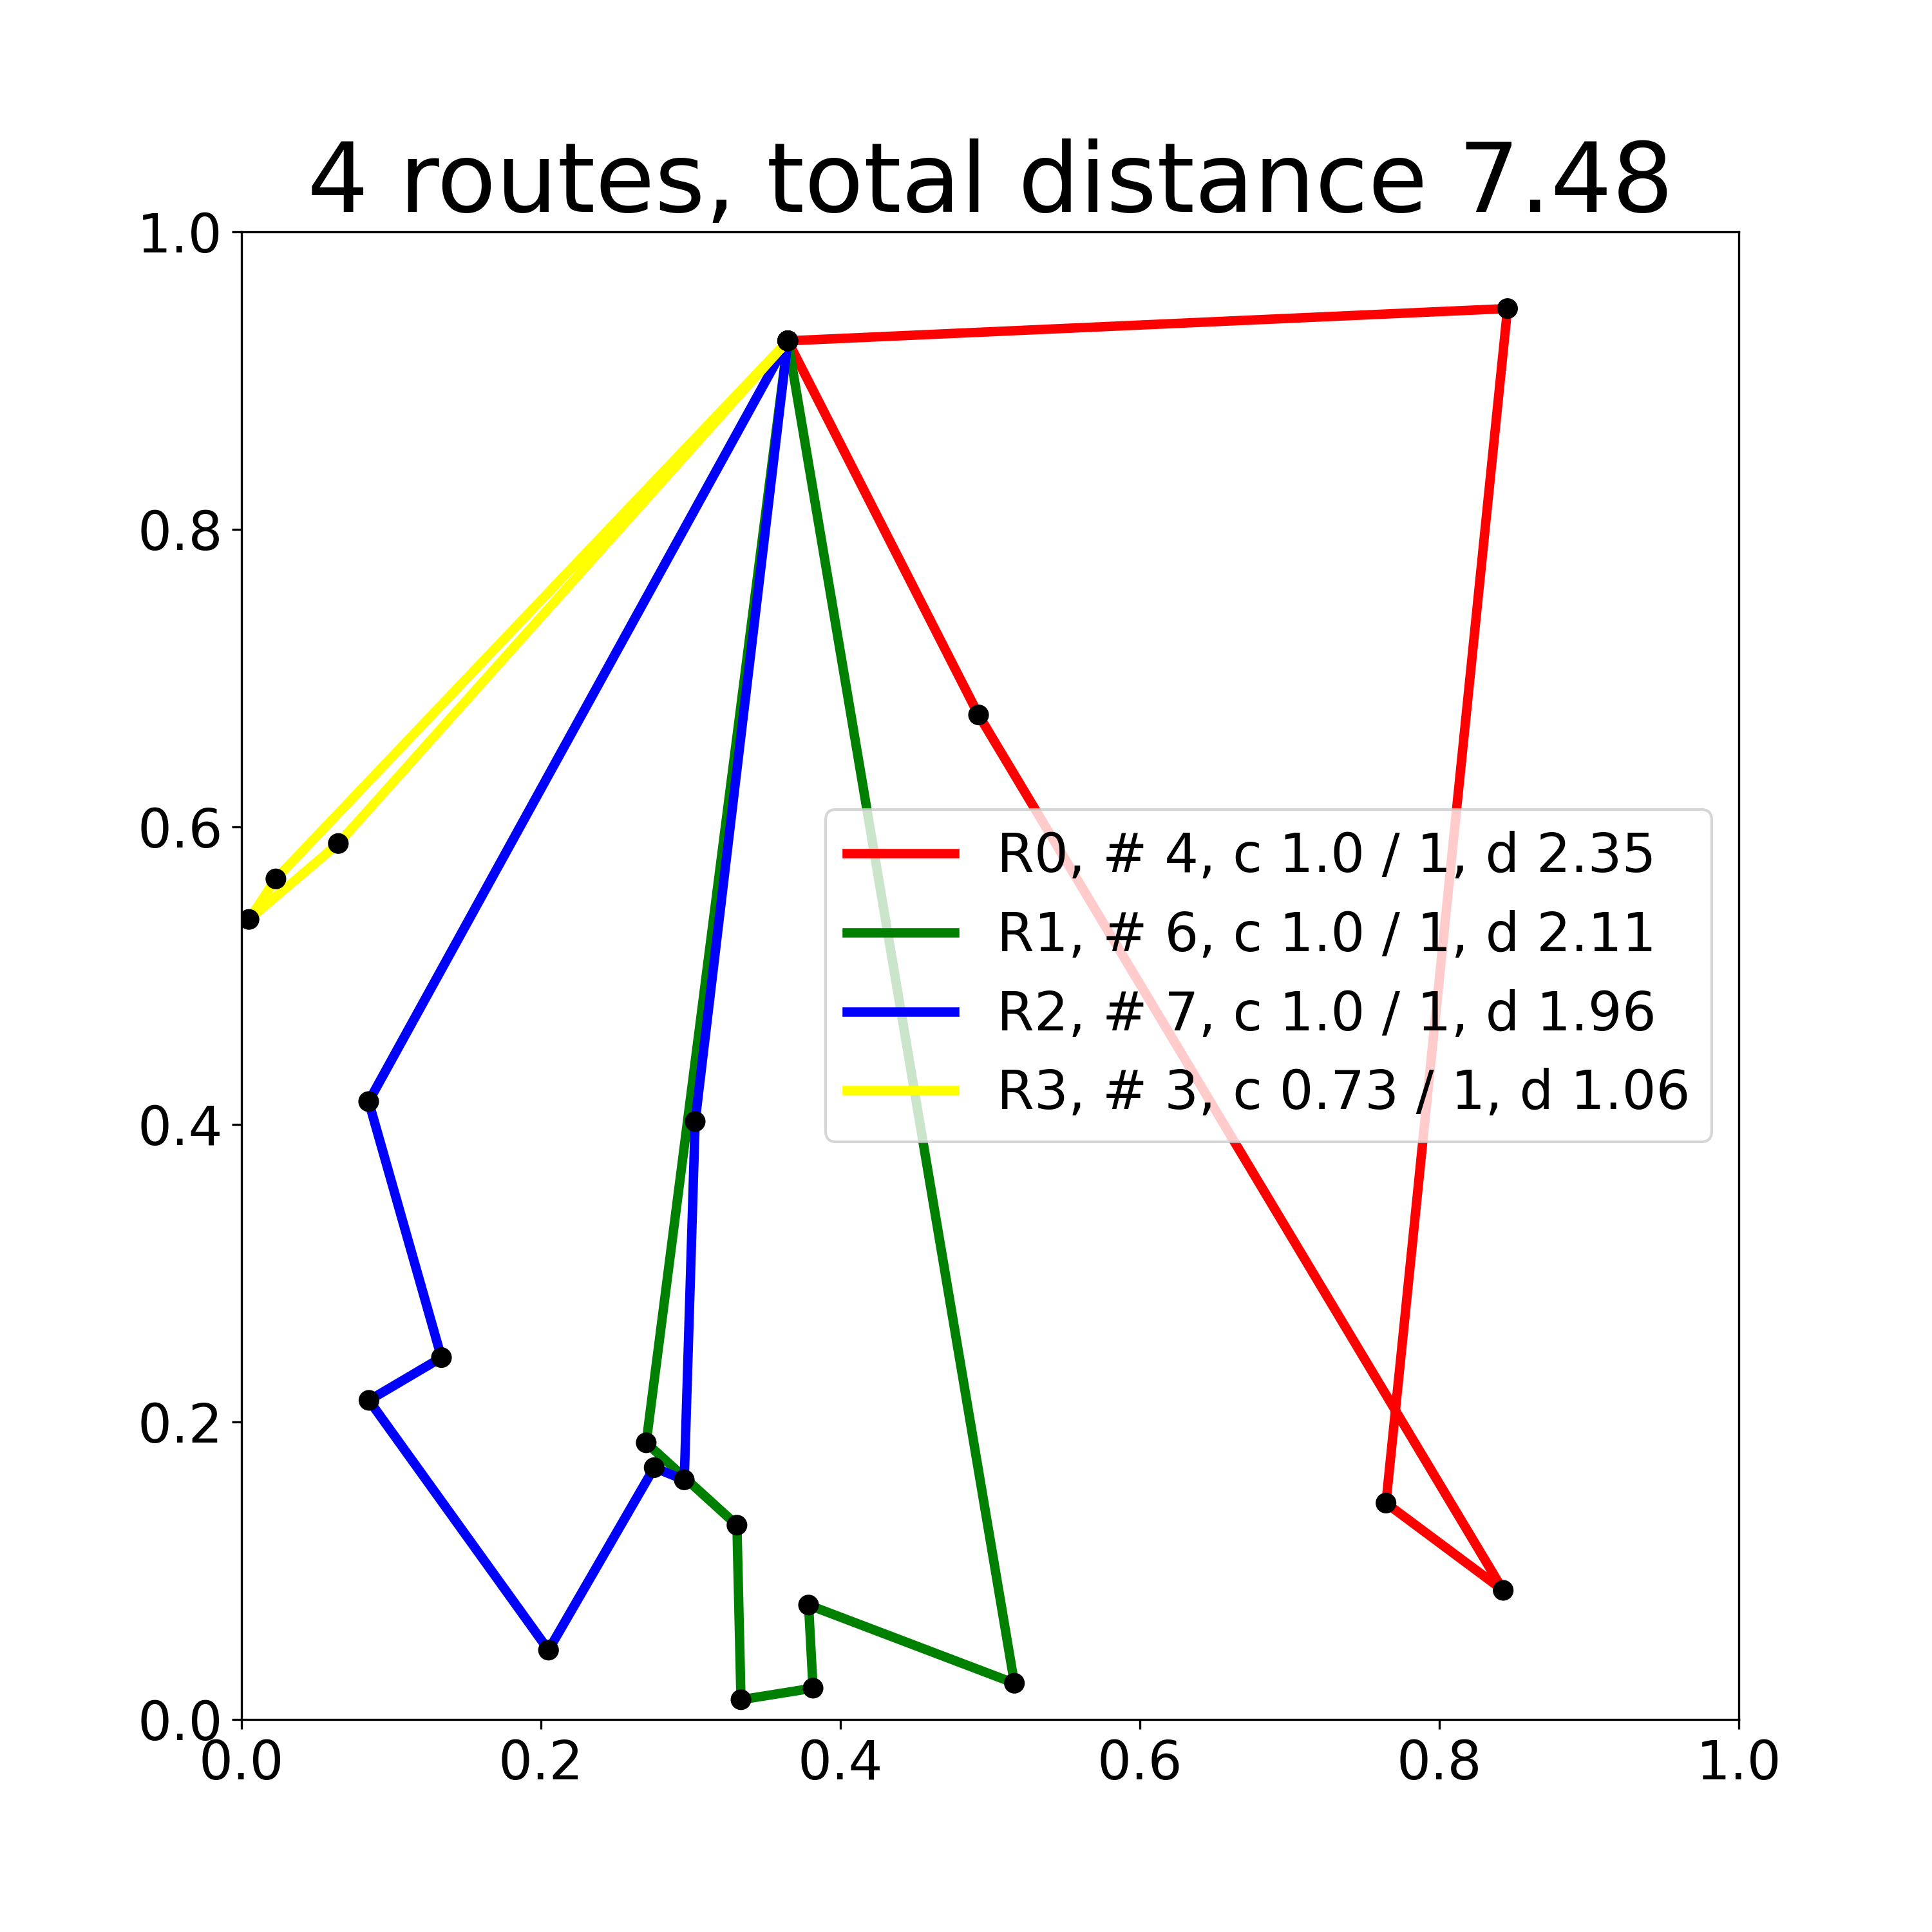 4 routes, total distance 7.48
1.0
0.8
0.6
0.4
0.2
0.0
R0, # 4, c 1.0 / 1, d 2.35
R1, # 6, c 1.0 / 1, d 2.11
R2, # 7, c 1.0 / 1, d 1.96
R3, # 3, c 0.73 / 1, d 1.06
0.0 0.2 0.4 0.6 0.8 1.0